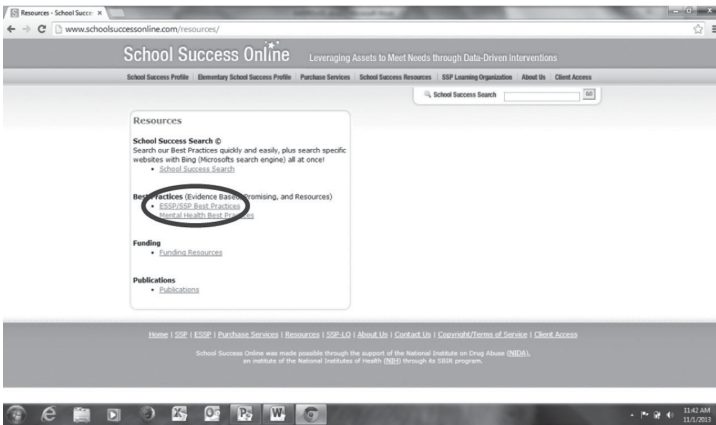 Resources - School Succe
www.schoolsuccessonline.com/resources/
School Success Online Leveraging Assets to Meet Needs through Data-Driven Interventions
School Success Profile | Elementary School Success Profile | Purchase Services | School Success Resources | SSP Learning Organization | About Us | Client Access
School Success Search GO
Resources
School Success Search ©
Search our Best Practices quickly and easily, plus search specific
websites with Bing (Microsofts search engine) all at once!
• School Success Search
Best Practices (Evidence Based, Promising, and Resources)
• ESSP/SSP Best Practices
Mental Health Best Practices
Funding
• Funding Resources
Publications
• Publications
Home | SSP | ESSP | Purchase Services | Resources | SSP-LO | About Us | Contact Us | Copyright/Terms of Service | Client Access
School Success Online was made possible through the support of the National Institute on Drug Abuse (NIDA),
an institute of the National Institutes of Health (NIH) through its SBIR program.
11:42 AM
11/1/2013